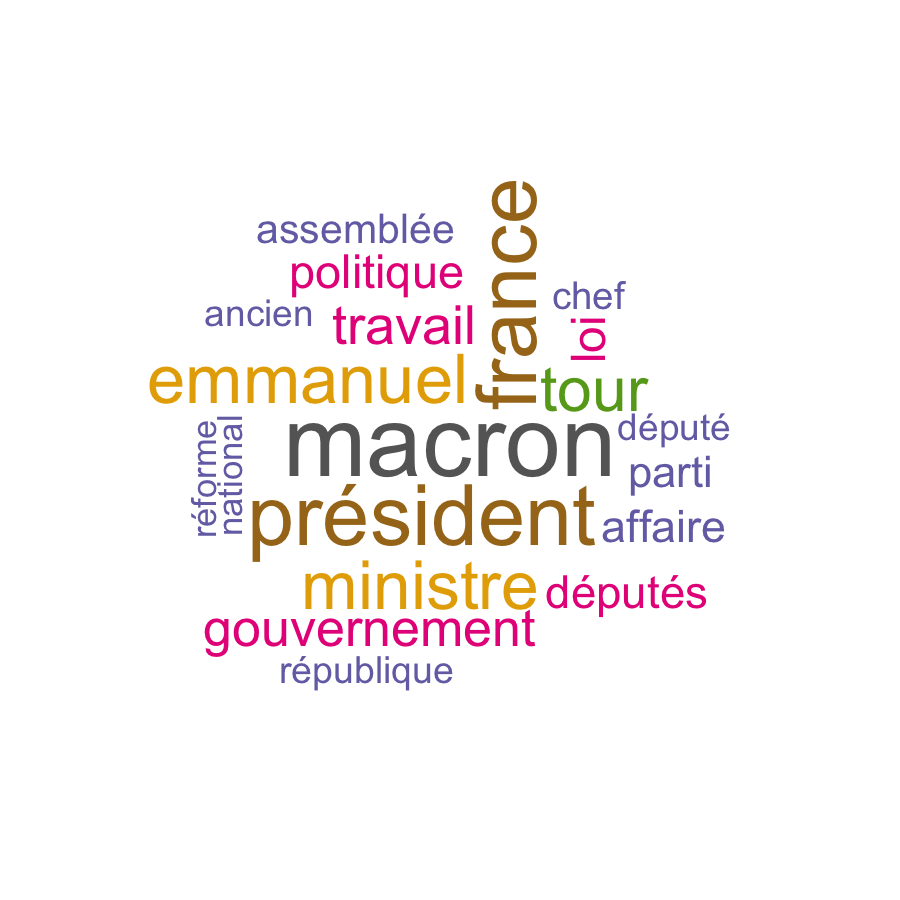 assemblée
politique
france
chef
ancien
travail
loi
emmanuel
tour
réforme
national
macron
député
parti
président
affaire
ministre
députés
gouvernement
république